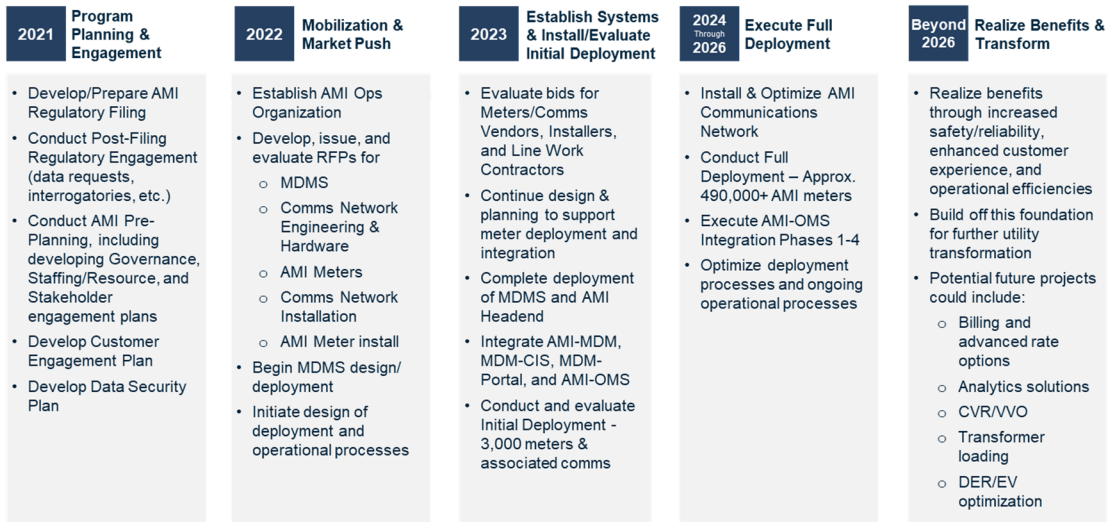 2021
Program
Planning &
Engagement
• Develop/Prepare AMI
Regulatory Filing
• Conduct Post-Filing
Regulatory Engagement
(data requests,
interrogatories, etc.)
• Conduct AMI Pre-
Planning, including
developing Governance,
Staffing/Resource, and
Stakeholder
engagement plans
• Develop Customer
Engagement Plan
• Develop Data Security
Plan
2022
Mobilization &
Market Push
• Establish AMI Ops
Organization
• Develop, issue, and
evaluate RFPs for
o MDMS
o Comms Network
Engineering &
Hardware
o AMI Meters
o Comms Network
Installation
o AMI Meter install
• Begin MDMS design/
deployment
• Initiate design of
deployment and
operational processes
2023
Establish Systems
& Install/Evaluate
Initial Deployment
• Evaluate bids for
Meters/Comms
Vendors, Installers,
and Line Work
Contractors
• Continue design &
planning to support
meter deployment and
integration
• Complete deployment
of MDMS and AMI
Headend
• Integrate AMI-MDM,
MDM-CIS, MDM-
Portal, and AMI-OMS
• Conduct and evaluate
Initial Deployment -
3,000 meters &
associated comms
2024
Through
2026
Execute Full
Deployment
• Install & Optimize AMI
Communications
Network
• Conduct Full
Deployment – Approx.
490,000+ AMI meters
• Execute AMI-OMS
Integration Phases 1-4
• Optimize deployment
processes and ongoing
operational processes
Beyond
2026
Realize Benefits &
Transform
• Realize benefits
through increased
safety/reliability,
enhanced customer
experience, and
operational efficiencies
• Build off this foundation
for further utility
transformation
• Potential future projects
could include:
o Billing and
advanced rate
options
o Analytics solutions
o CVR/VVO
o Transformer
loading
o DER/EV
optimization